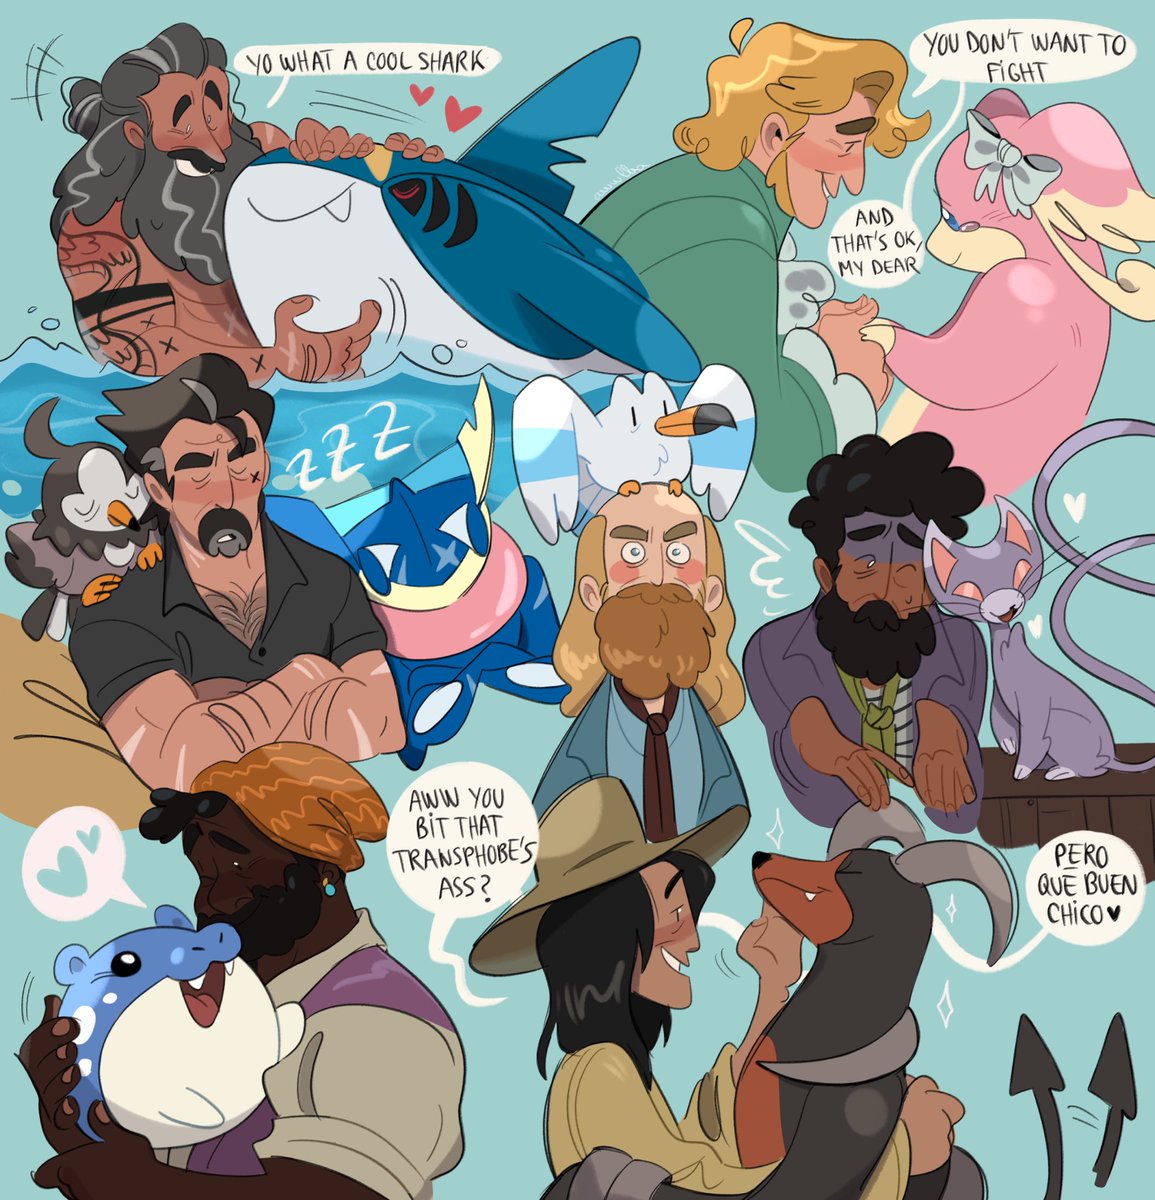 YO WHAT A COOL SHARK
YOU DON'T WANT TO
FIGHT
AND
THAT'S OK,
MY DEAR
ZZZ
AWW YOU
BIT THAT
TRANSPHOBE'S
ASS?
PERO
QUÉ BUEN
CHICO♥